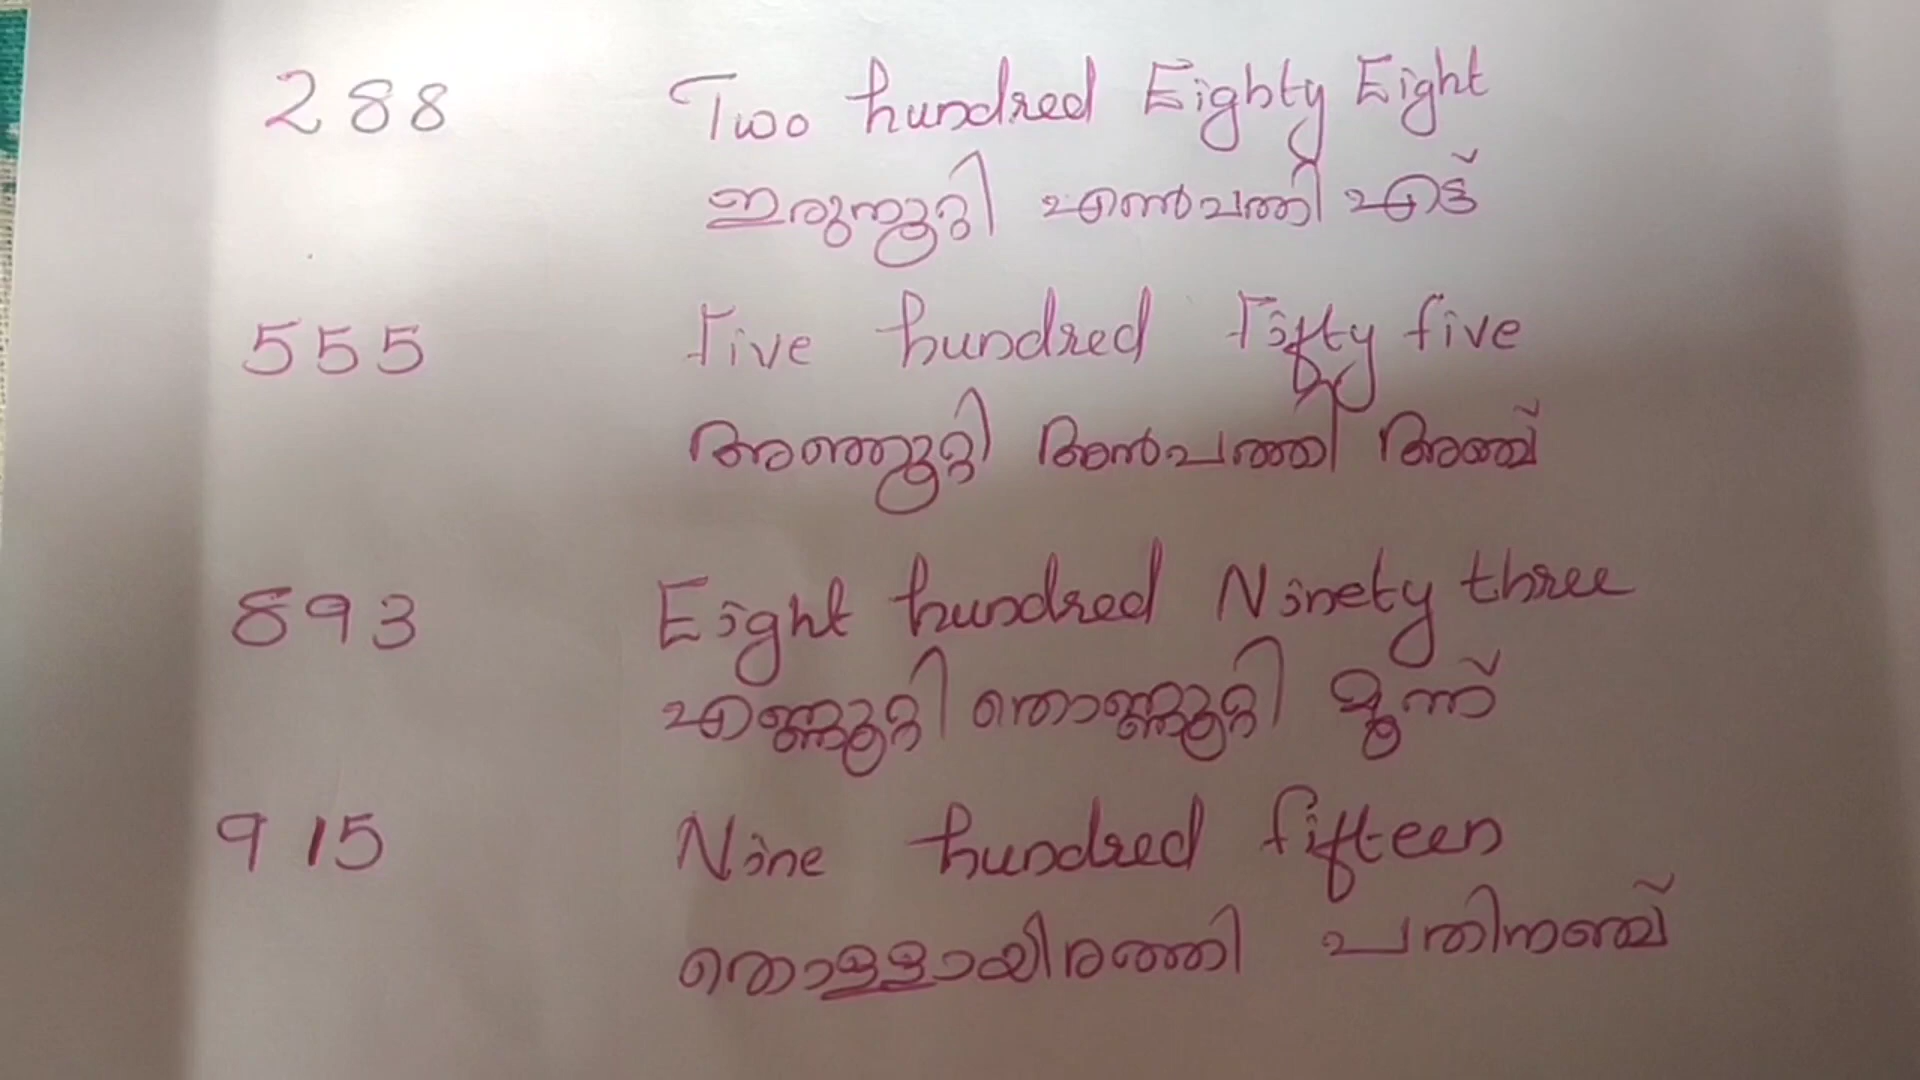 288 Two hundred Eighty Eight
ഇരുനൂറ്റി എൺപത്തി എട്ട്
555 Five hundred Fifty five
അഞ്ഞൂറ്റി അൻപത്തി അഞ്ച്
893 Eight hundred Ninety three
എണ്ണൂറ്റി തൊണ്ണൂറ്റി മൂന്ന്
915 Nine hundred fifteen
തൊള്ളായിരത്തി പതിനഞ്ച്